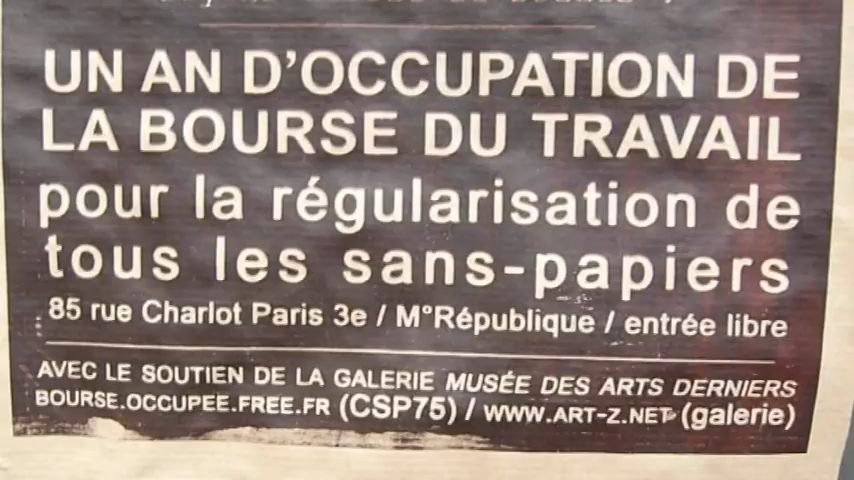 UN AN D'OCCUPATION DE
LA BOURSE DU TRAVAIL
pour la régularisation de
tous les sans-papiers
85 rue Charlot Paris 3e / M°République / entrée libre
AVEC LE SOUTIEN DE LA GALERIE MUSÉE DES ARTS DERNIERS
BOURSE.OCCUPEE.FREE.FR (CSP75) / WWW.ART-Z.NET (galerie)